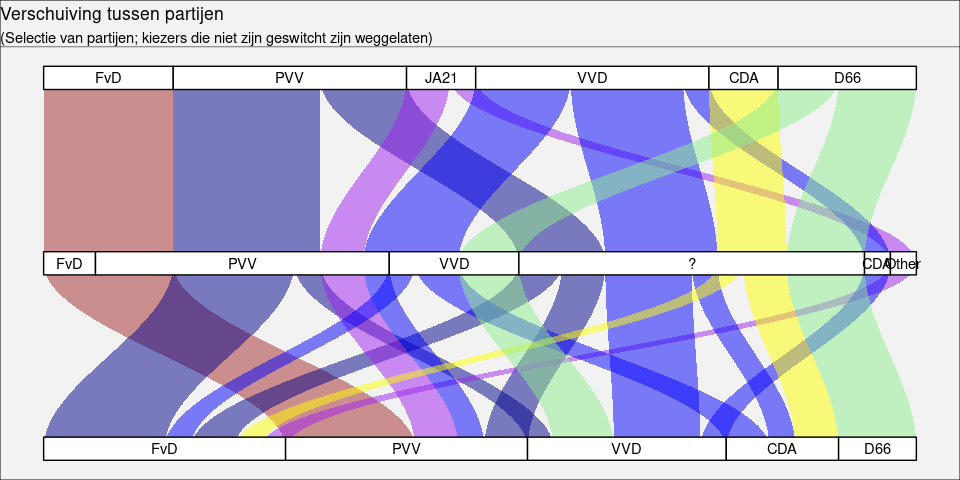 Verschuiving tussen partijen
(Selectie van partijen; kiezers die niet zijn geswitcht zijn weggelaten)
FvD PVV JA21 VVD CDA D66
FvD PVV VVD ? CDA Other
FvD PVV VVD CDA D66